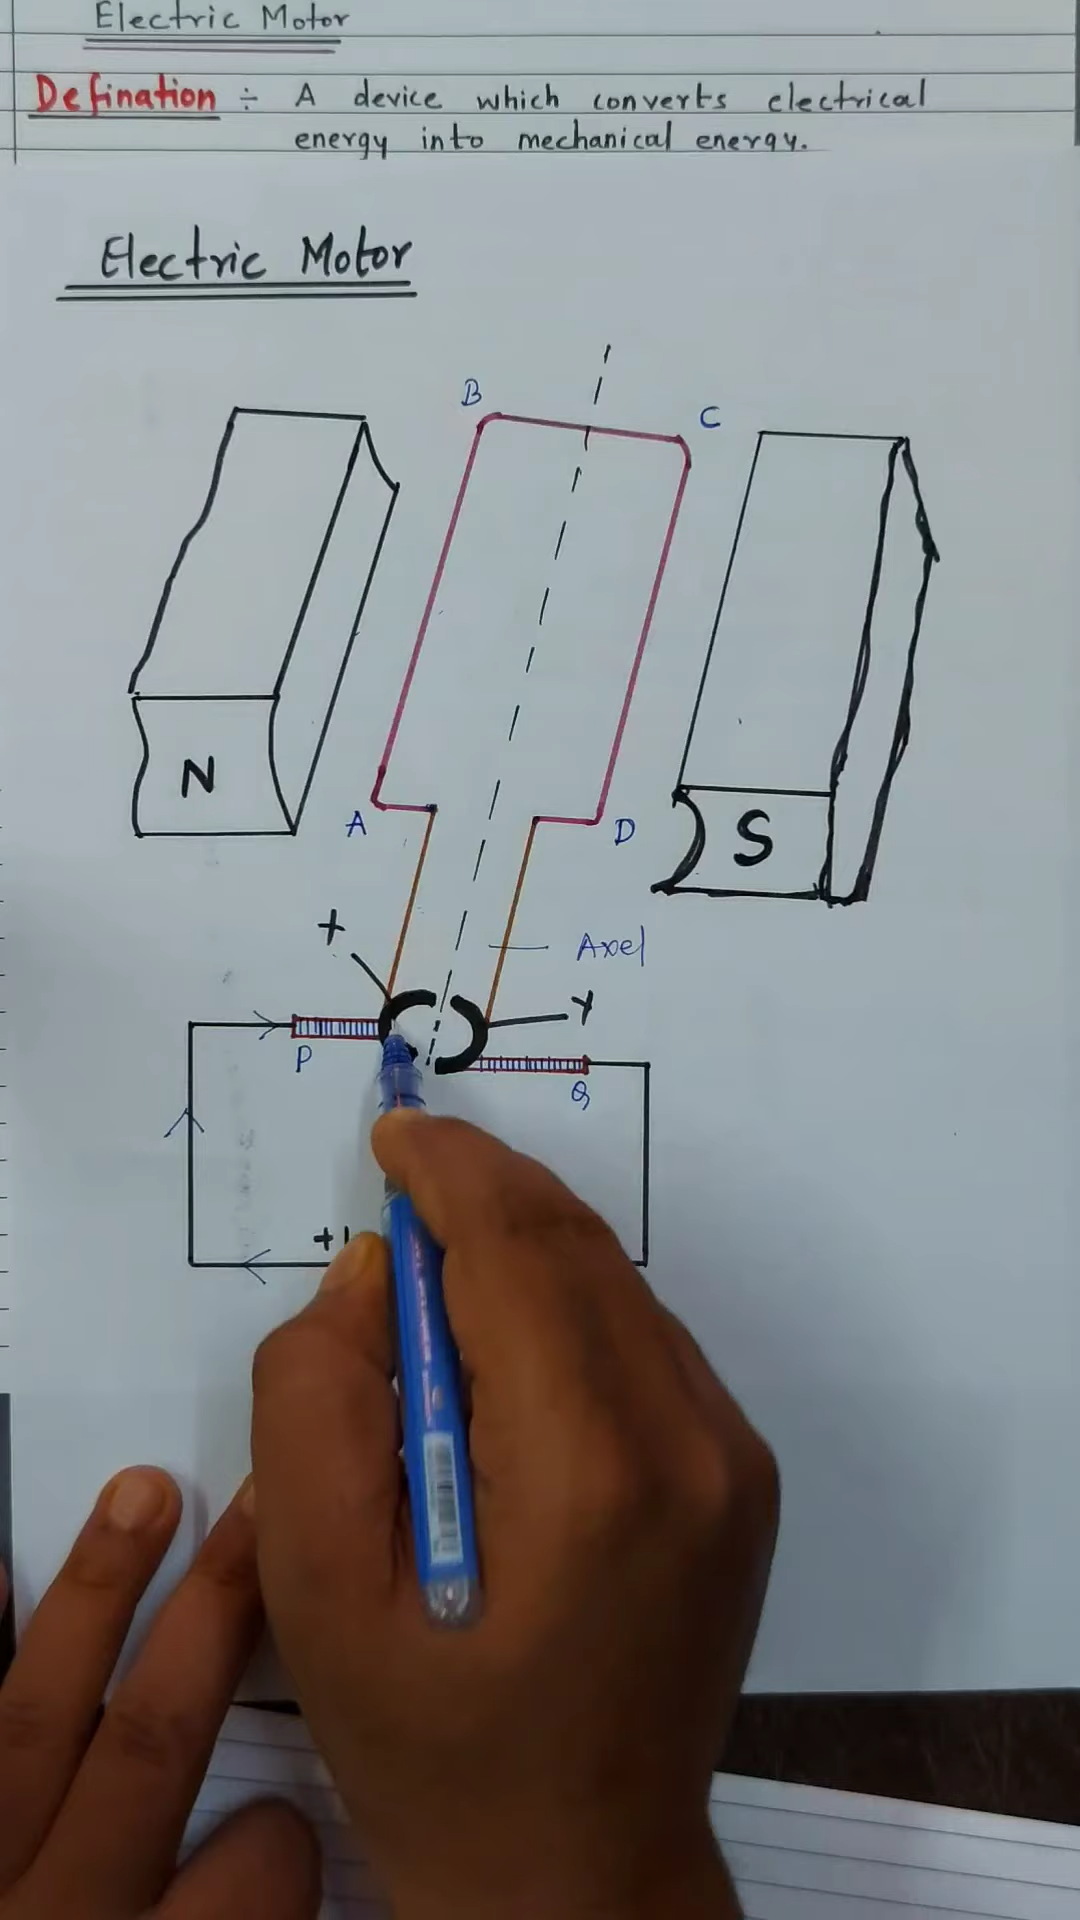 Electric Motor
Defination ÷ A device which converts electrical
energy into mechanical energy.
Electric Motor
B
C
N
A
D
S
+
Axel
Y
P
Q
+